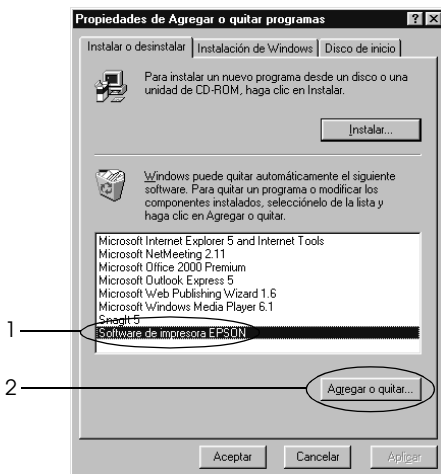 Propiedades de Agregar o quitar programas
Instalar o desinstalar Instalación de Windows Disco de inicio
Para instalar un nuevo programa desde un disco o una
unidad de CD-ROM, haga clic en Instalar.
Instalar...
Windows puede quitar automáticamente el siguiente
software. Para quitar un programa o modificar los
componentes instalados, selecciónelo de la lista y
haga clic en Agregar o quitar.
Microsoft Internet Explorer 5 and Internet Tools
Microsoft NetMeeting 2.11
Microsoft Office 2000 Premium
Microsoft Outlook Express 5
Microsoft Web Publishing Wizard 1.6
Microsoft Windows Media Player 6.1
SnagIt 5
1
Software de impresora EPSON
2
Agregar o quitar...
Aceptar Cancelar Aplicar